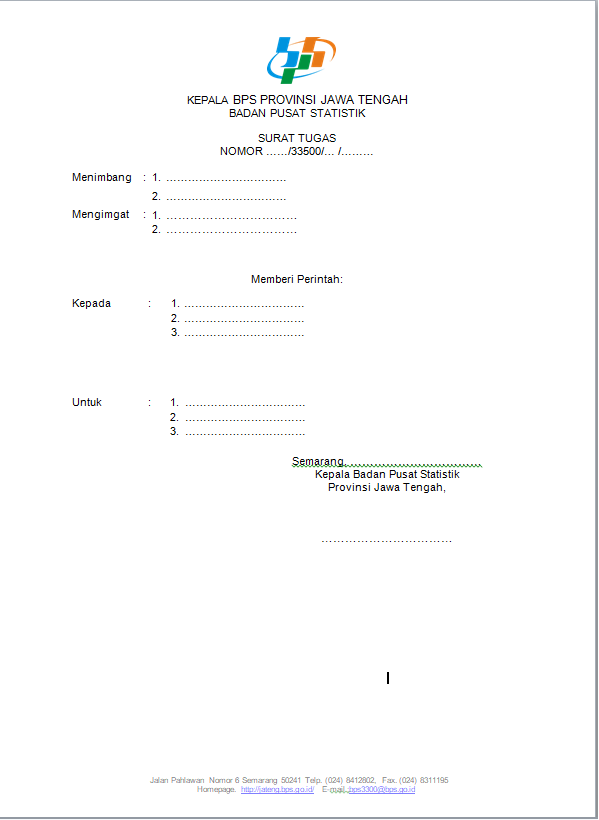 KEPALA BPS PROVINSI JAWA TENGAH
BADAN PUSAT STATISTIK
SURAT TUGAS
NOMOR ……/33500/… /………
Menimbang : 1. ……………………………
2. ……………………………
Mengimgat : 1. ……………………………
2. ……………………………
Memberi Perintah:
Kepada : 1. ……………………………
2. ……………………………
3. ……………………………
Untuk : 1. ……………………………
2. ……………………………
3. ……………………………
Semarang, ……………………………
Kepala Badan Pusat Statistik
Provinsi Jawa Tengah,
……………………………
Jalan Pahlawan Nomor 6 Semarang 50241 Telp. (024) 8412802, Fax. (024) 8311195
Homepage. http://jateng.bps.go.id/ E-mail. bps3300@bps.go.id